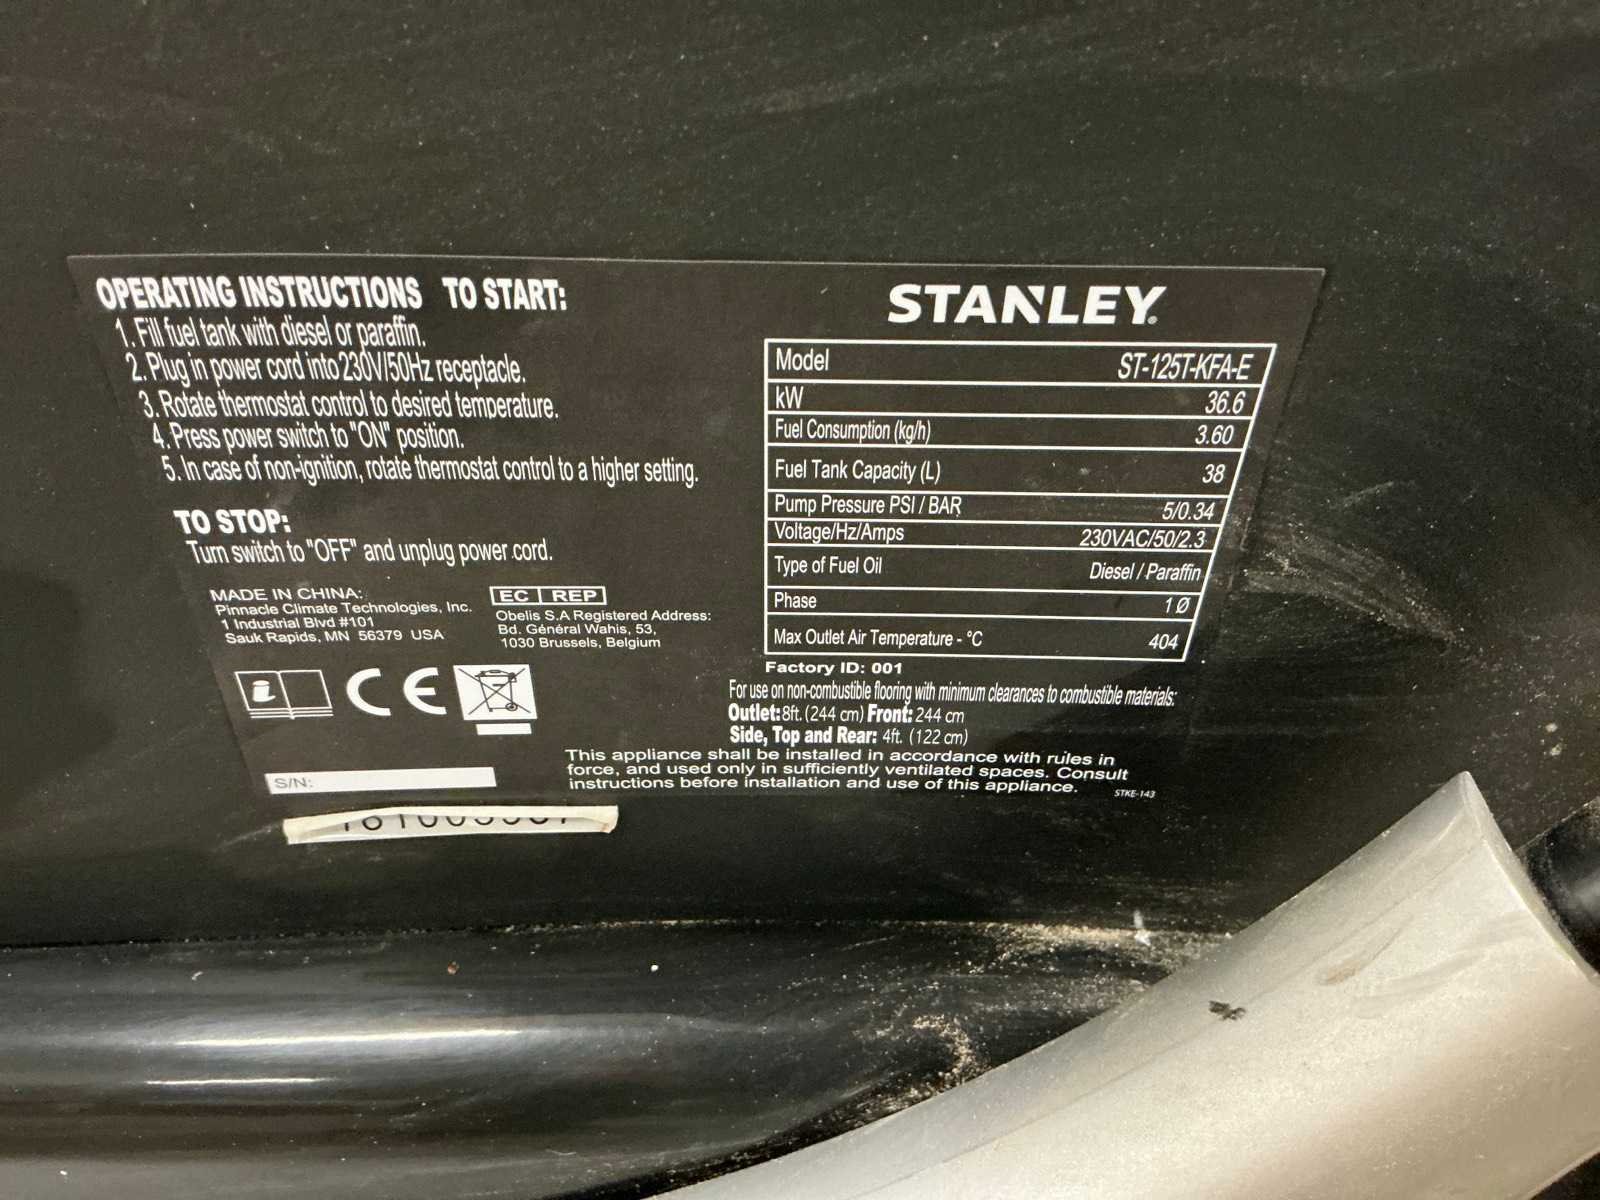 OPERATING INSTRUCTIONS TO START:
1. Fill fuel tank with diesel or paraffin.
2. Plug in power cord into 230V/50Hz receptacle.
3. Rotate thermostat control to desired temperature.
4. Press power switch to "ON" position.
5. In case of non-ignition, rotate thermostat control to a higher setting.
TO STOP:
Turn switch to "OFF" and unplug power cord.
MADE IN CHINA:
Pinnacle Climate Technologies, Inc.
1 Industrial Blvd #101
Sauk Rapids, MN 56379 USA
EC REP
Obelis S.A Registered Address:
Bd. Général Wahis, 53,
1030 Brussels, Belgium
i
CE
S/N:
STANLEY.
Model ST-125T-KFA-E
kW 36.6
Fuel Consumption (kg/h) 3.60
Fuel Tank Capacity (L) 38
Pump Pressure PSI / BAR 5/0.34
Voltage/Hz/Amps 230VAC/50/2.3
Type of Fuel Oil Diesel / Paraffin
Phase 1 Ø
Max Outlet Air Temperature - °C 404
Factory ID: 001
For use on non-combustible flooring with minimum clearances to combustible materials:
Outlet: 8ft. (244 cm) Front: 244 cm
Side, Top and Rear: 4ft. (122 cm)
This appliance shall be installed in accordance with rules in
force, and used only in sufficiently ventilated spaces. Consult
instructions before installation and use of this appliance.
STKE-143